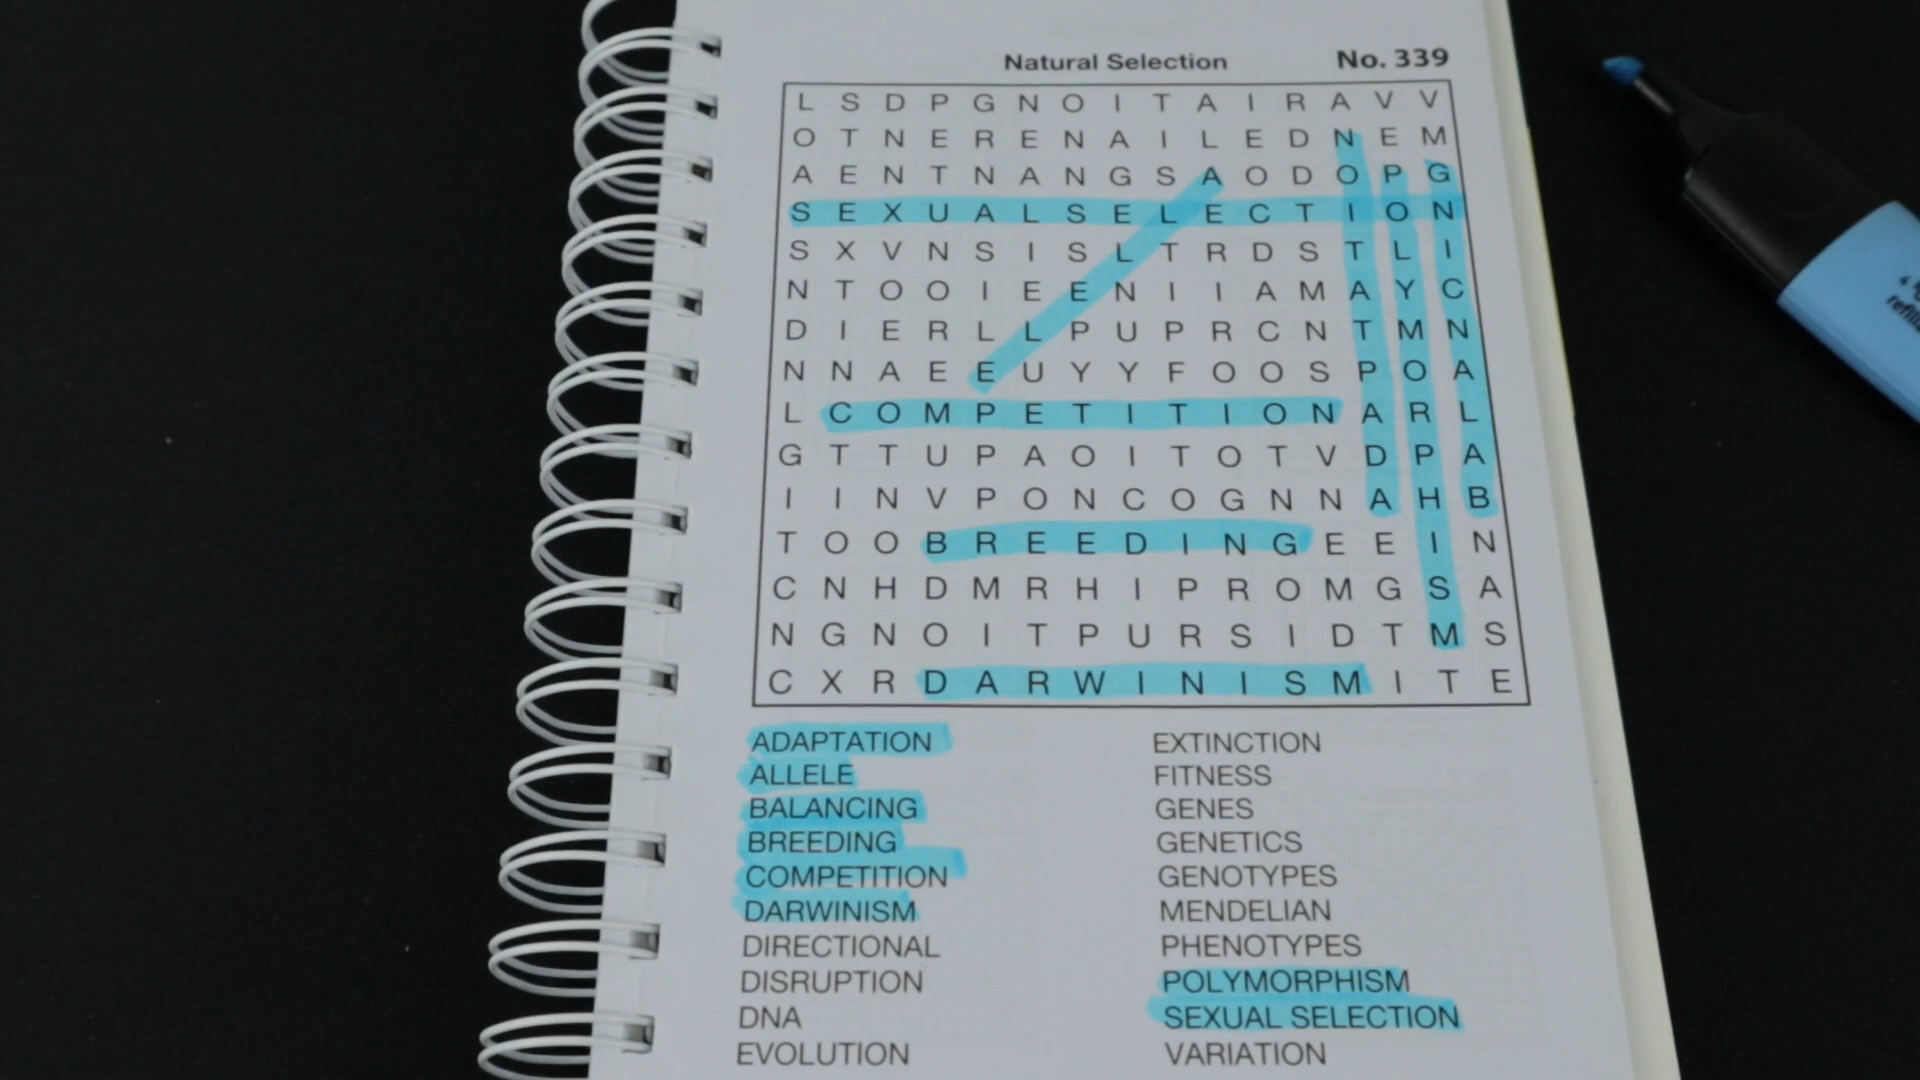 Natural Selection No. 339
L S D P G N O I T A I R A V V
O T N E R E N A I L E D N E M
A E N T N A N G S A O D O P G
S E X U A L S E L E C T I O N
S X V N S I S L T R D S T L I
N T O O I E E N I I A M A Y C
D I E R L L P U P R C N T M N
N N A E E U Y Y F O O S P O A
L C O M P E T I T I O N A R L
G T T U P A O I T O T V D P A
I I N V P O N C O G N N A H B
T O O B R E E D I N G E E I N
C N H D M R H I P R O M G S A
N G N O I T P U R S I D T M S
C X R D A R W I N I S M I T E
ADAPTATION
ALLELE
BALANCING
BREEDING
COMPETITION
DARWINISM
DIRECTIONAL
DISRUPTION
DNA
EVOLUTION
EXTINCTION
FITNESS
GENES
GENETICS
GENOTYPES
MENDELIAN
PHENOTYPES
POLYMORPHISM
SEXUAL SELECTION
VARIATION